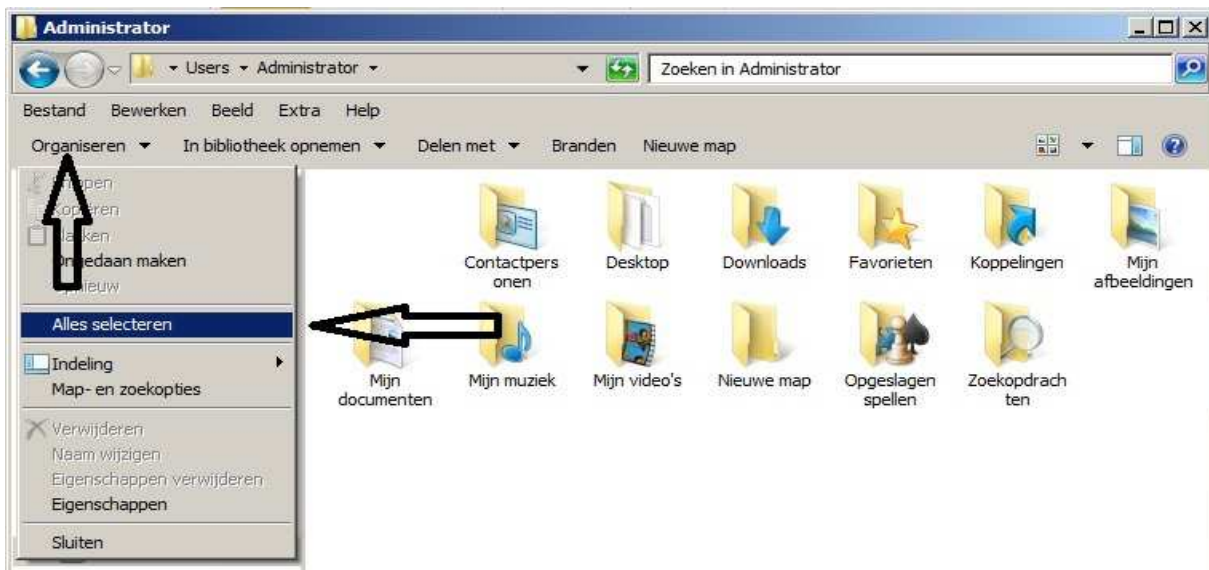 Administrator
Users Administrator
Zoeken in Administrator
Bestand Bewerken Beeld Extra Help
Organiseren In bibliotheek opnemen Delen met Branden Nieuwe map
Ongedaan maken
Alles selecteren
Indeling
Map- en zoekopties
Verwijderen
Naam wijzigen
Eigenschappen verwijderen
Eigenschappen
Sluiten
Contactpers
onen
Desktop
Downloads
Favorieten
Koppelingen
Mijn
afbeeldingen
Mijn
documenten
Mijn muziek
Mijn video's
Nieuwe map
Opgeslagen
spellen
Zoekopdrach
ten